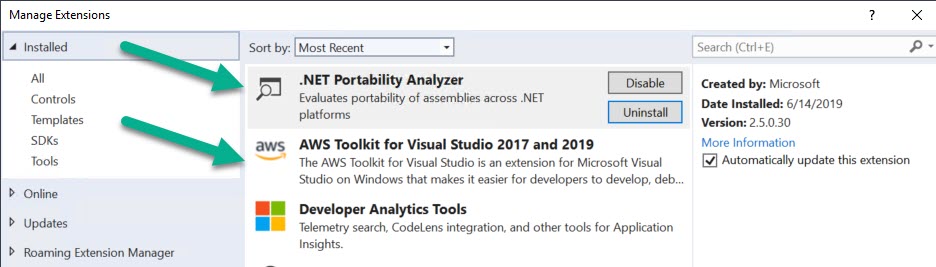 Manage Extensions
? ×
Installed
All
Controls
Templates
SDKs
Tools
Online
Updates
Roaming Extension Manager
Sort by: Most Recent
.NET Portability Analyzer
Evaluates portability of assemblies across .NET
platforms
Disable
Uninstall
aws
AWS Toolkit for Visual Studio 2017 and 2019
The AWS Toolkit for Visual Studio is an extension for Microsoft Visual
Studio on Windows that makes it easier for developers to develop, deb...
Developer Analytics Tools
Telemetry search, CodeLens integration, and other tools for Application
Insights.
Search (Ctrl+E)
Created by: Microsoft
Date Installed: 6/14/2019
Version: 2.5.0.30
More Information
Automatically update this extension